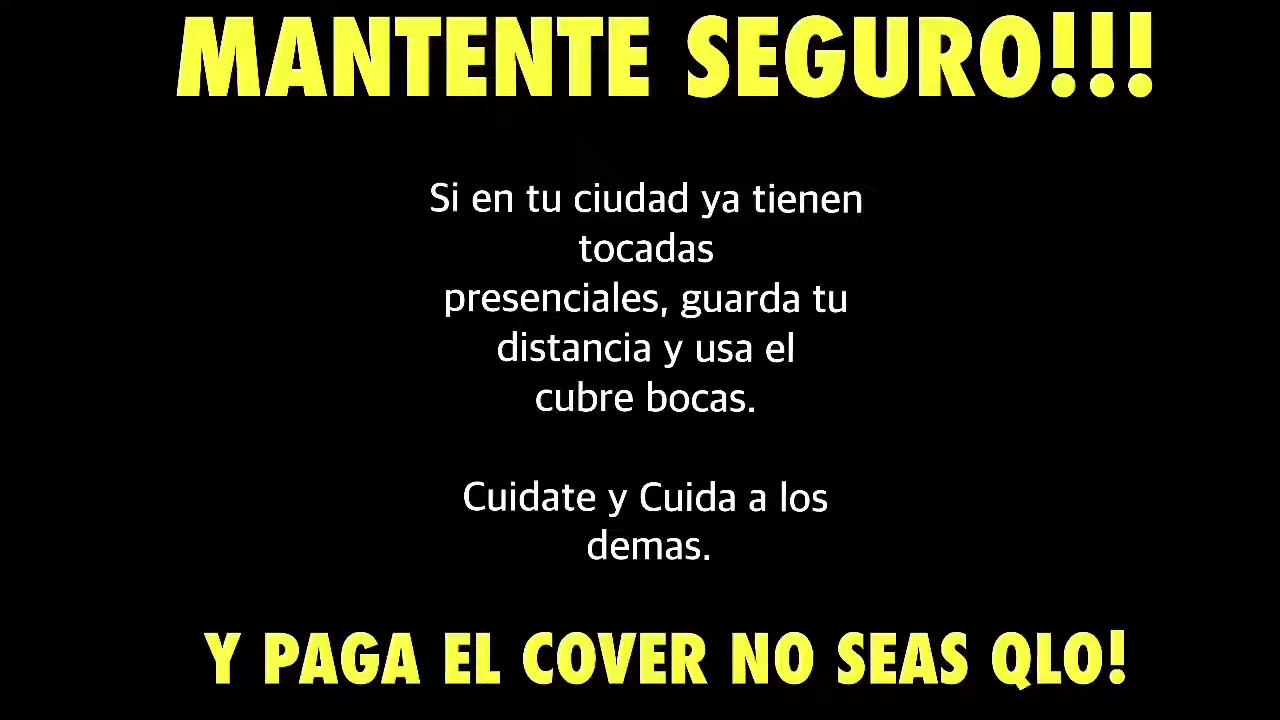 MANTENTE SEGURO!!!
Si en tu ciudad ya tienen
tocadas
presenciales, guarda tu
distancia y usa el
cubre bocas.
Cuidate y Cuida a los
demas.
Y PAGA EL COVER NO SEAS QLO!